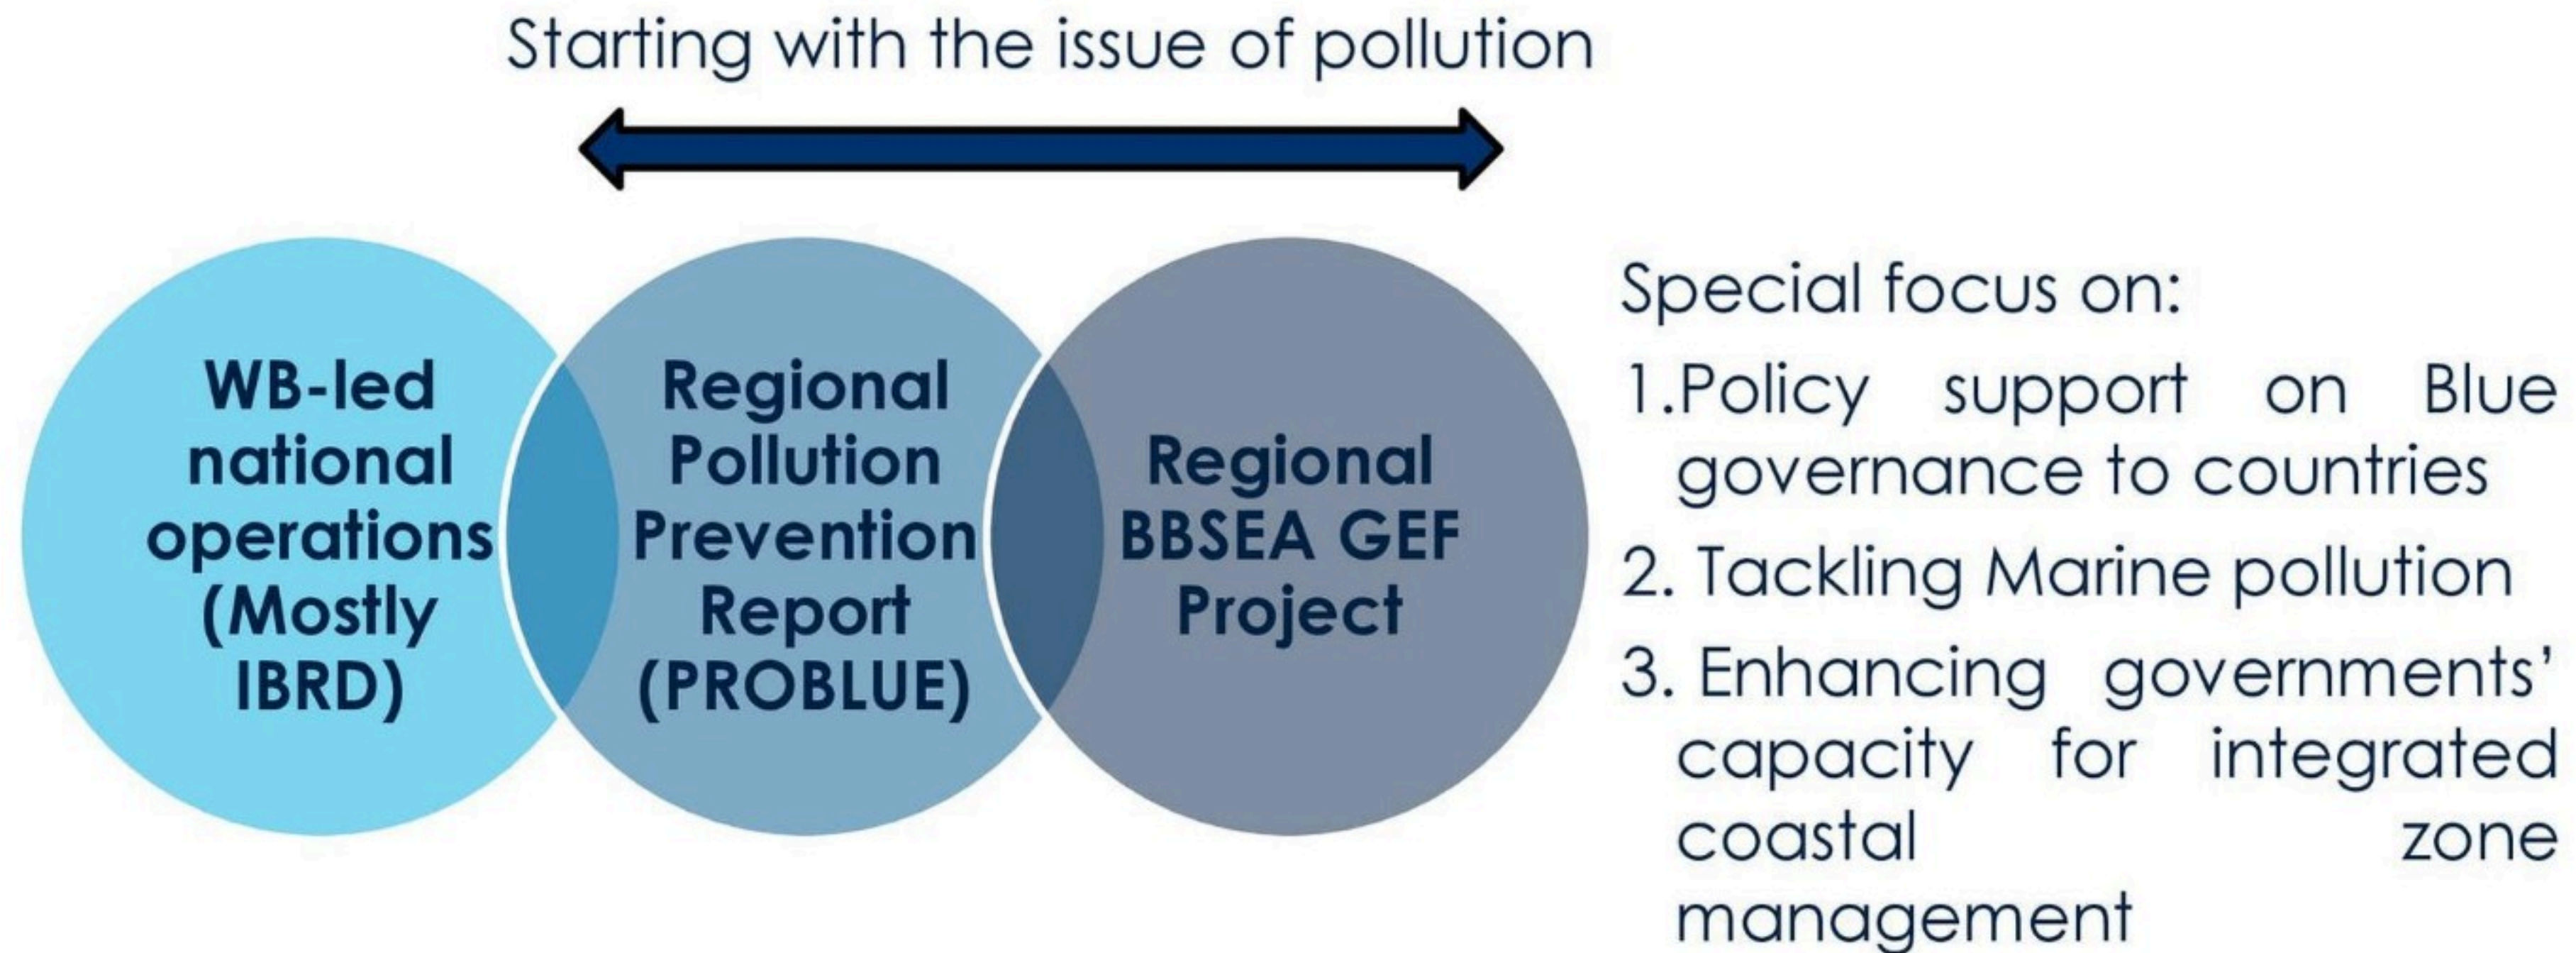 Starting with the issue of pollution
WB-led
national
operations
(Mostly
IBRD)
Regional
Pollution
Prevention
Report
(PROBLUE)
Regional
BBSEA GEF
Project
Special focus on:
1.Policy support on Blue
governance to countries
2. Tackling Marine pollution
3. Enhancing governments’
capacity for integrated
coastal zone
management